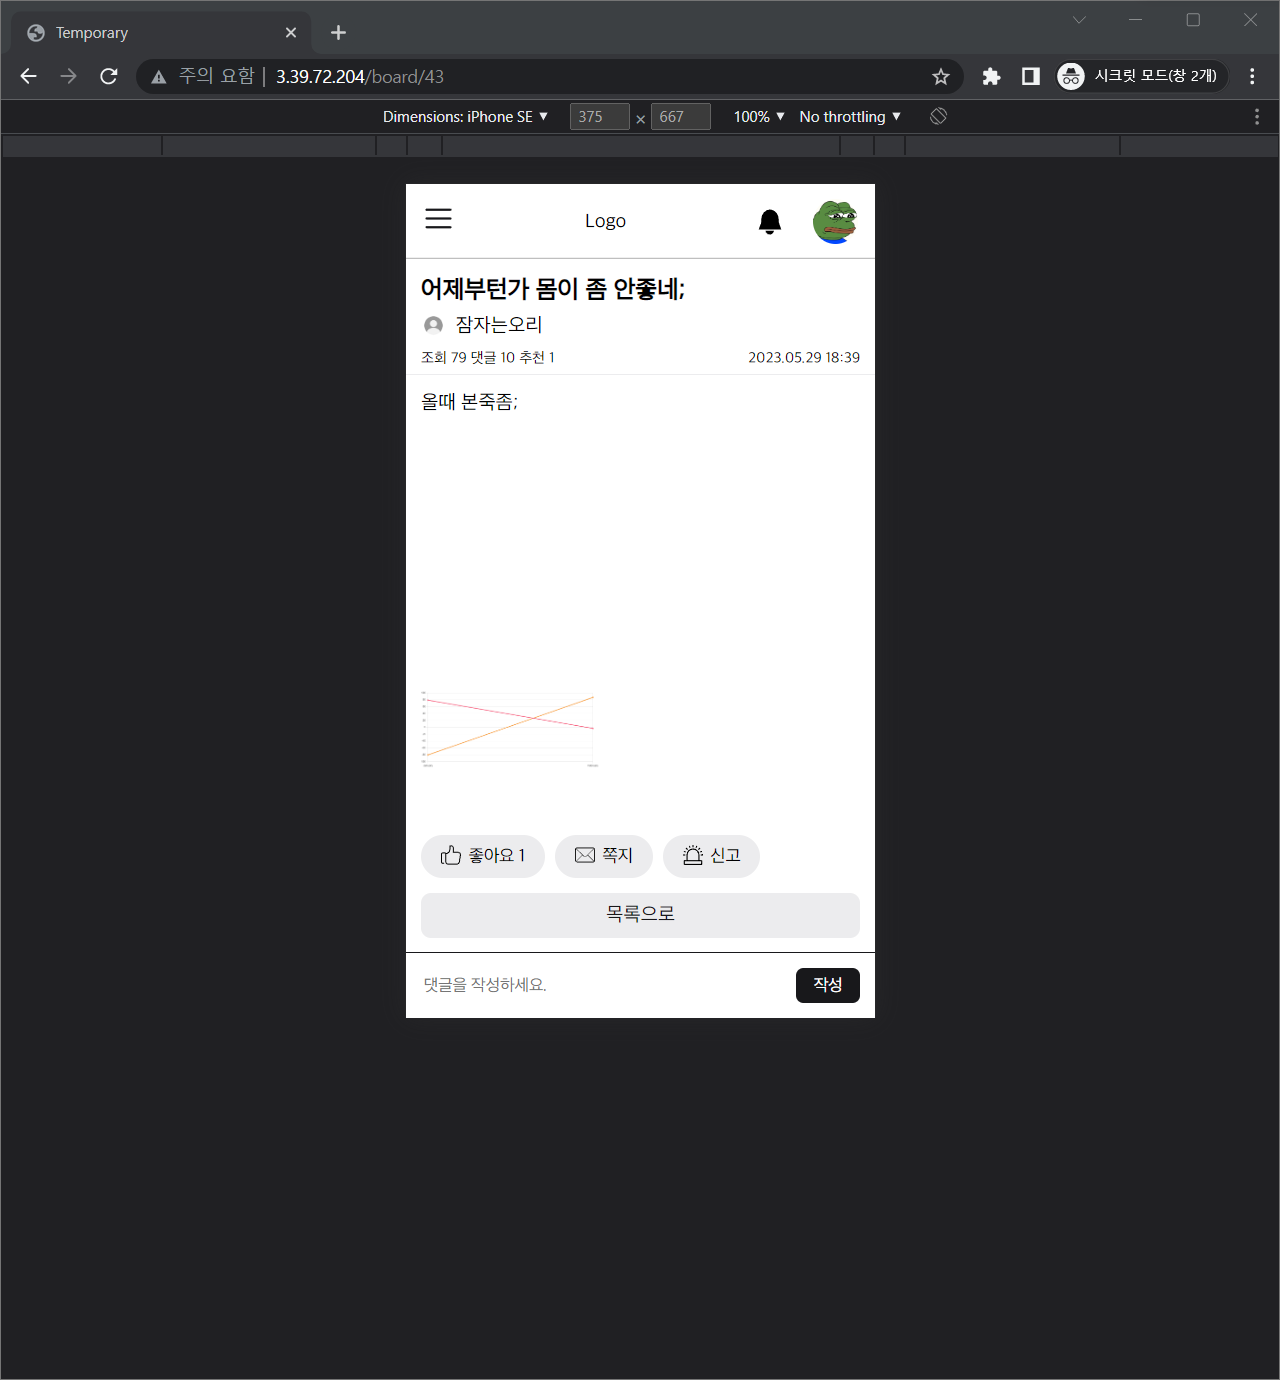 Temporary
주의 요함 | 3.39.72.204/board/43
시크릿 모드(창 2개)
Dimensions: iPhone SE ▼ 375 × 667 100% ▼ No throttling ▼
Logo
어제부턴가 몸이 좀 안좋네;
잠자는오리
조회 79 댓글 10 추천 1 2023.05.29 18:39
올때 본죽좀;
좋아요 1 쪽지 신고
목록으로
댓글을 작성하세요. 작성